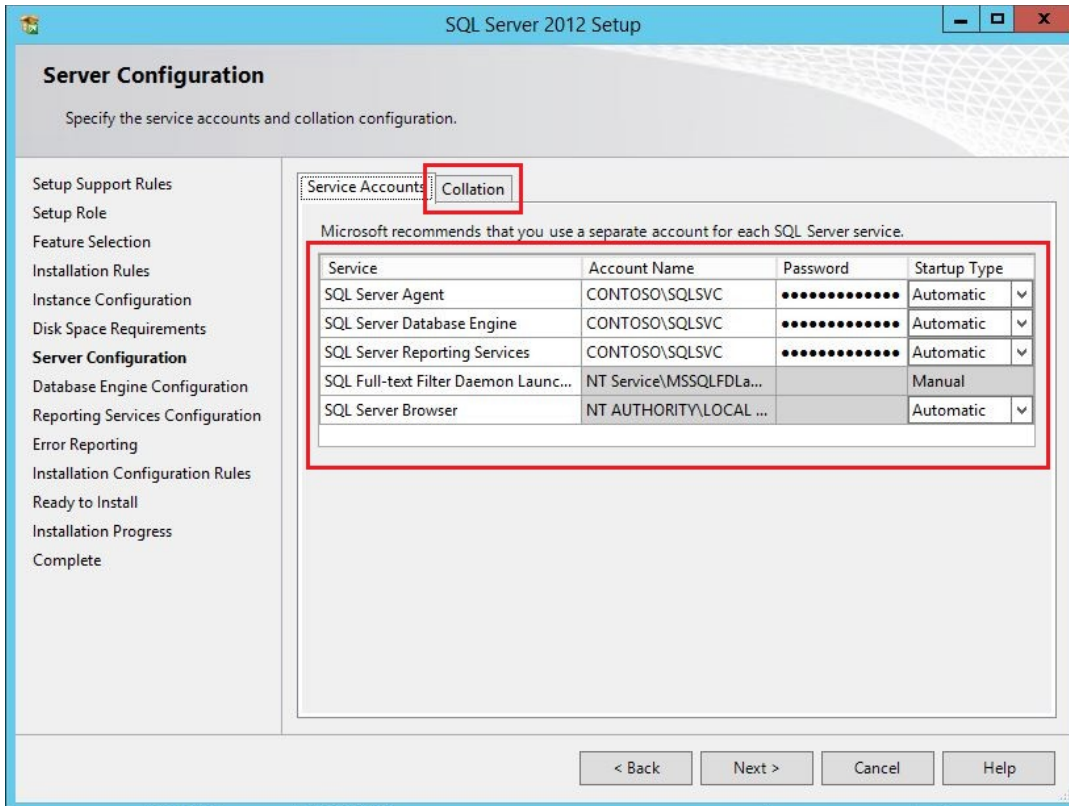 SQL Server 2012 Setup
Server Configuration
Specify the service accounts and collation configuration.
Setup Support Rules
Setup Role
Feature Selection
Installation Rules
Instance Configuration
Disk Space Requirements
Server Configuration
Database Engine Configuration
Reporting Services Configuration
Error Reporting
Installation Configuration Rules
Ready to Install
Installation Progress
Complete
Service Accounts Collation
Microsoft recommends that you use a separate account for each SQL Server service.
Service Account Name Password Startup Type
SQL Server Agent CONTOSO\SQLSVC ●●●●●●●●●●●●● Automatic
SQL Server Database Engine CONTOSO\SQLSVC ●●●●●●●●●●●●● Automatic
SQL Server Reporting Services CONTOSO\SQLSVC ●●●●●●●●●●●●● Automatic
SQL Full-text Filter Daemon Launc... NT Service\MSSQLFDLa... Manual
SQL Server Browser NT AUTHORITY\LOCAL ... Automatic
< Back Next > Cancel Help